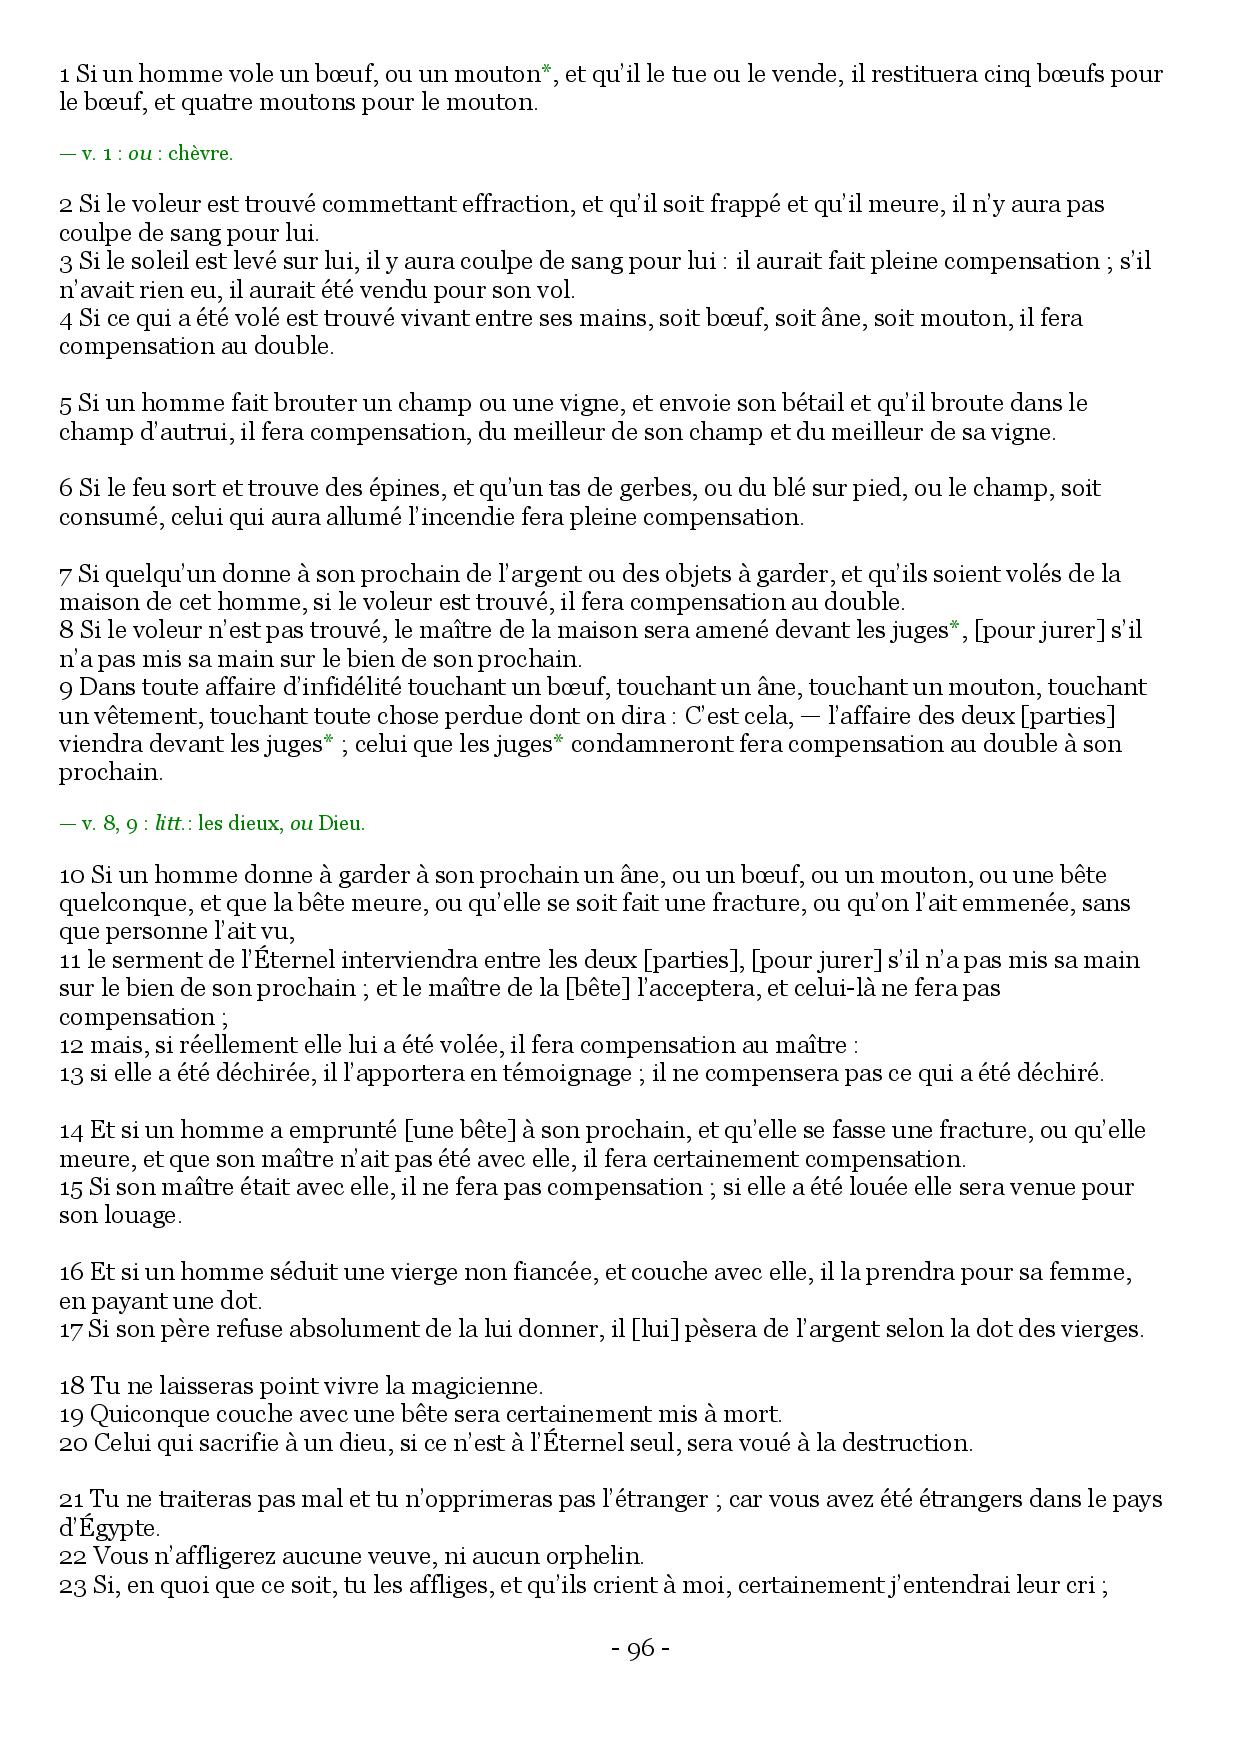 1 Si un homme vole un bœuf, ou un mouton*, et qu’il le tue ou le vende, il restituera cinq bœufs pour
le bœuf, et quatre moutons pour le mouton.
— v. 1 : ou : chèvre.
2 Si le voleur est trouvé commettant effraction, et qu’il soit frappé et qu’il meure, il n’y aura pas
coulpe de sang pour lui.
3 Si le soleil est levé sur lui, il y aura coulpe de sang pour lui : il aurait fait pleine compensation ; s’il
n’avait rien eu, il aurait été vendu pour son vol.
4 Si ce qui a été volé est trouvé vivant entre ses mains, soit bœuf, soit âne, soit mouton, il fera
compensation au double.
5 Si un homme fait brouter un champ ou une vigne, et envoie son bétail et qu’il broute dans le
champ d’autrui, il fera compensation, du meilleur de son champ et du meilleur de sa vigne.
6 Si le feu sort et trouve des épines, et qu’un tas de gerbes, ou du blé sur pied, ou le champ, soit
consumé, celui qui aura allumé l’incendie fera pleine compensation.
7 Si quelqu’un donne à son prochain de l’argent ou des objets à garder, et qu’ils soient volés de la
maison de cet homme, si le voleur est trouvé, il fera compensation au double.
8 Si le voleur n’est pas trouvé, le maître de la maison sera amené devant les juges*, [pour jurer] s’il
n’a pas mis sa main sur le bien de son prochain.
9 Dans toute affaire d’infidélité touchant un bœuf, touchant un âne, touchant un mouton, touchant
un vêtement, touchant toute chose perdue dont on dira : C’est cela, — l’affaire des deux [parties]
viendra devant les juges* ; celui que les juges* condamneront fera compensation au double à son
prochain.
— v. 8, 9 : litt.: les dieux, ou Dieu.
10 Si un homme donne à garder à son prochain un âne, ou un bœuf, ou un mouton, ou une bête
quelconque, et que la bête meure, ou qu’elle se soit fait une fracture, ou qu’on l’ait emmenée, sans
que personne l’ait vu,
11 le serment de l’Éternel interviendra entre les deux [parties], [pour jurer] s’il n’a pas mis sa main
sur le bien de son prochain ; et le maître de la [bête] l’acceptera, et celui-là ne fera pas
compensation ;
12 mais, si réellement elle lui a été volée, il fera compensation au maître :
13 si elle a été déchirée, il l’apportera en témoignage ; il ne compensera pas ce qui a été déchiré.
14 Et si un homme a emprunté [une bête] à son prochain, et qu’elle se fasse une fracture, ou qu’elle
meure, et que son maître n’ait pas été avec elle, il fera certainement compensation.
15 Si son maître était avec elle, il ne fera pas compensation ; si elle a été louée elle sera venue pour
son louage.
16 Et si un homme séduit une vierge non fiancée, et couche avec elle, il la prendra pour sa femme,
en payant une dot.
17 Si son père refuse absolument de la lui donner, il [lui] pèsera de l’argent selon la dot des vierges.
18 Tu ne laisseras point vivre la magicienne.
19 Quiconque couche avec une bête sera certainement mis à mort.
20 Celui qui sacrifie à un dieu, si ce n’est à l’Éternel seul, sera voué à la destruction.
21 Tu ne traiteras pas mal et tu n’opprimeras pas l’étranger ; car vous avez été étrangers dans le pays
d’Égypte.
22 Vous n’affligerez aucune veuve, ni aucun orphelin.
23 Si, en quoi que ce soit, tu les affliges, et qu’ils crient à moi, certainement j’entendrai leur cri ;
- 96 -